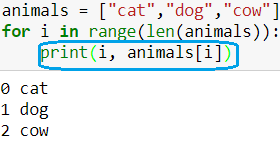 animals = ["cat","dog","cow"]
for i in range(len(animals)):
    print(i, animals[i])
0 cat
1 dog
2 cow